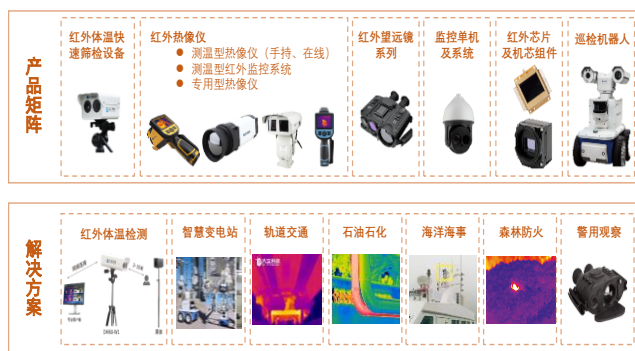 产品矩阵
红外体温快
速筛检设备
红外热像仪
● 测温型热像仪（手持、在线）
● 测温型红外监控系统
● 专用型热像仪
红外望远镜
系列
监控单机
及系统
红外芯片
及机芯组件
巡检机器人
解决方案
红外体温检测
智慧变电站
轨道交通
石油石化
海洋海事
森林防火
警用观察